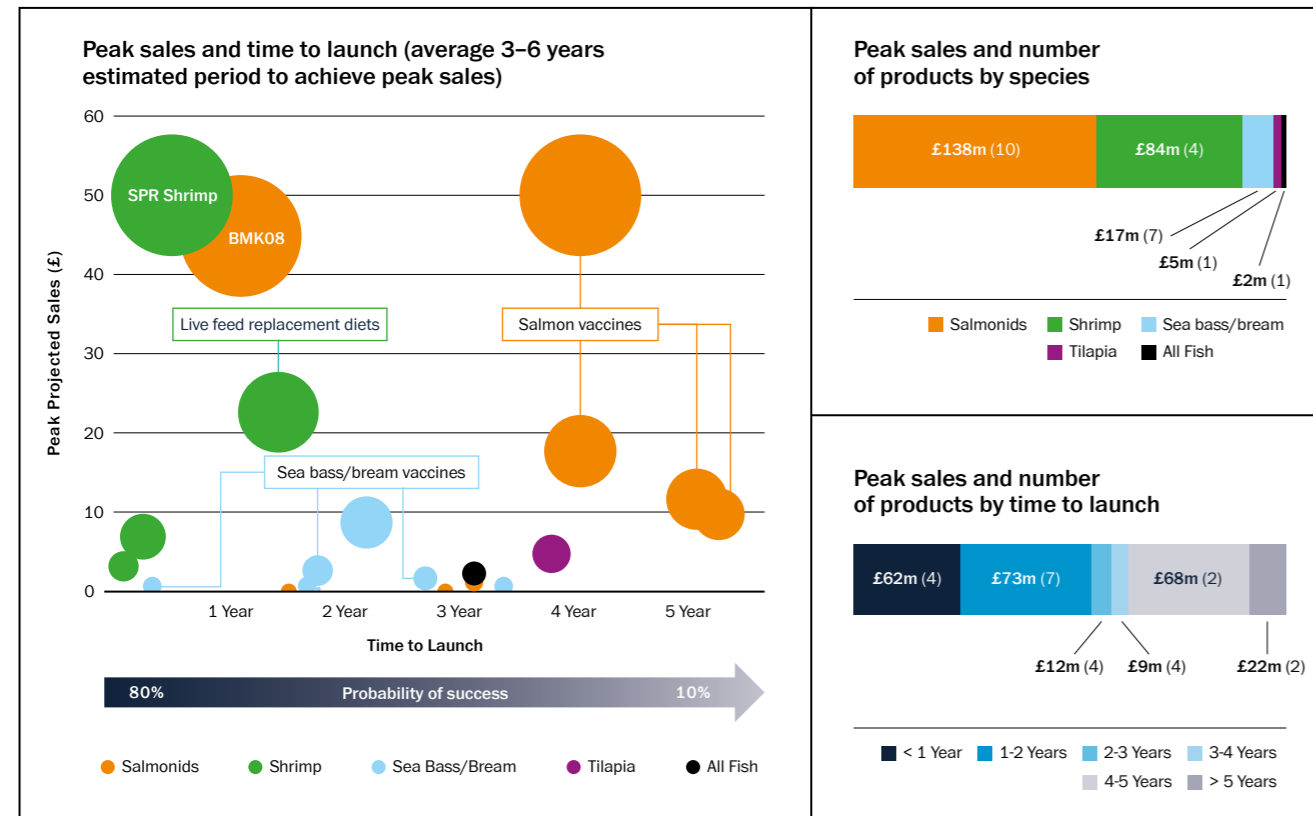 Peak sales and time to launch (average 3–6 years
estimated period to achieve peak sales)
Peak Projected Sales (£)
60
50
40
30
20
10
0
SPR Shrimp
BMK08
Live feed replacement diets
Salmon vaccines
Sea bass/bream vaccines
1 Year
2 Year
3 Year
4 Year
5 Year
Time to Launch
80%
Probability of success
10%
Salmonids
Shrimp
Sea Bass/Bream
Tilapia
All Fish
Peak sales and number
of products by species
£138m (10)
£84m (4)
£17m (7)
£5m (1)
£2m (1)
Salmonids
Shrimp
Sea bass/bream
Tilapia
All Fish
Peak sales and number
of products by time to launch
£62m (4)
£73m (7)
£68m (2)
£12m (4)
£9m (4)
£22m (2)
< 1 Year
1-2 Years
2-3 Years
3-4 Years
4-5 Years
> 5 Years